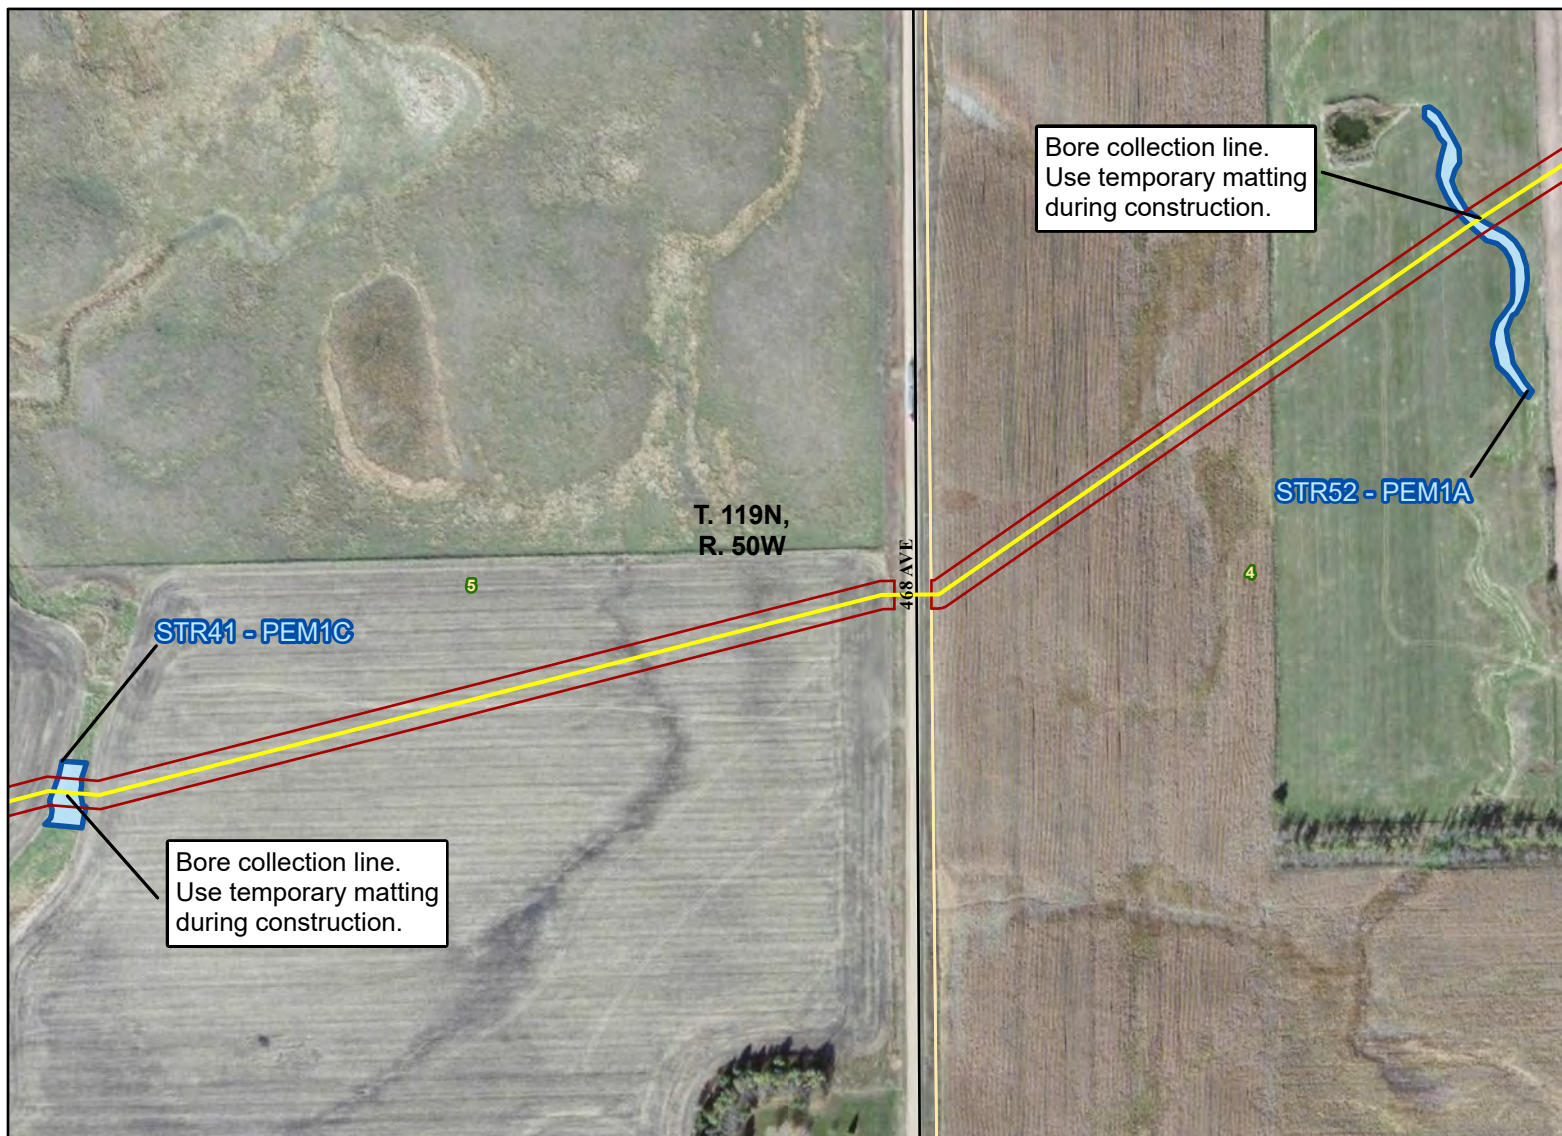 Bore collection line.
Use temporary matting
during construction.
STR52 - PEM1A
T. 119N,
R. 50W
468 AVE
5
4
STR41 - PEM1C
Bore collection line.
Use temporary matting
during construction.